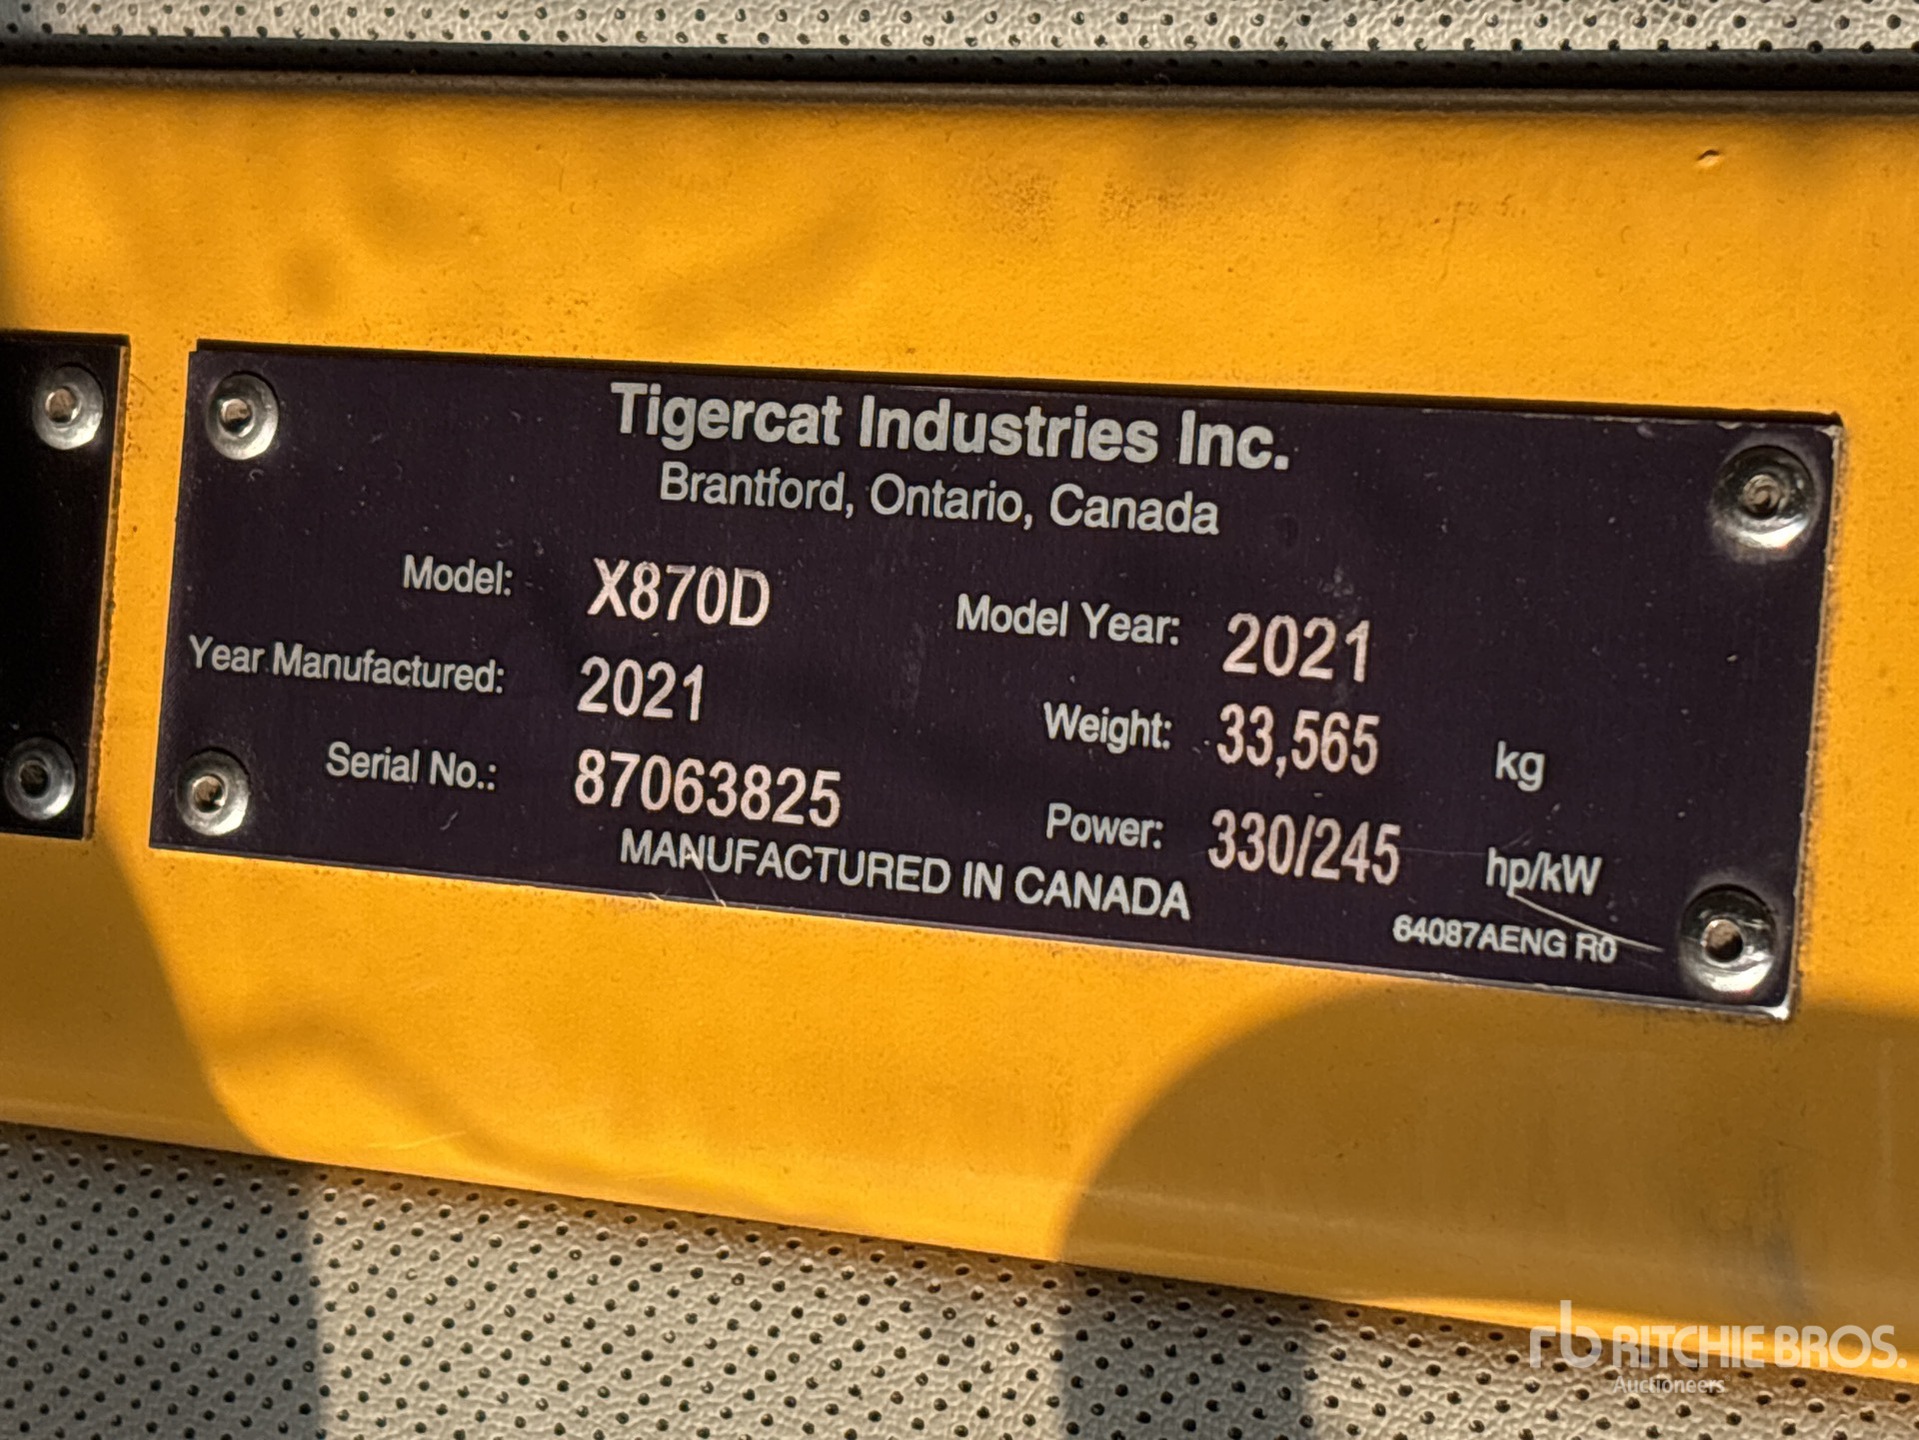 Tigercat Industries Inc.
Brantford, Ontario, Canada
Model: X870D Model Year: 2021
Year Manufactured: 2021 Weight: 33,565 kg
Serial No.: 87063825 Power: 330/245 hp/kW
MANUFACTURED IN CANADA
64087AENG R0
rb RITCHIE BROS.
Auctioneers